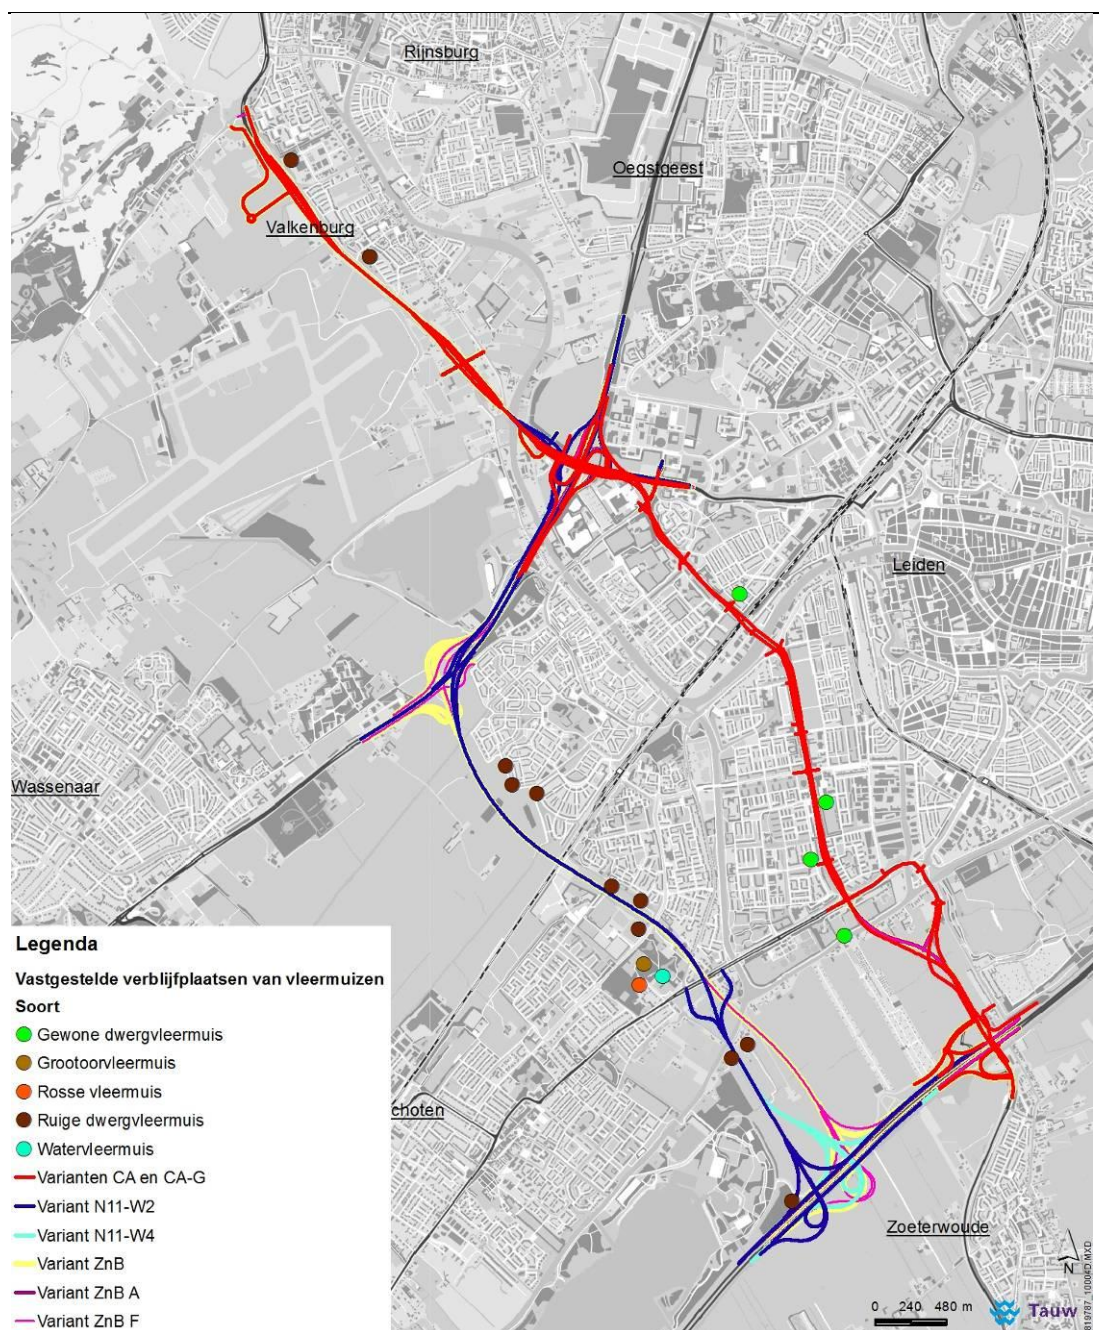 Rijnsburg
Oegstgeest
Valkenburg
Leiden
Wassenaar
choten
Zoeterwoude
Legenda
Vastgestelde verblijfplaatsen van vleermuizen
Soort
Gewone dwergvleermuis
Grootoorvleermuis
Rosse vleermuis
Ruige dwergvleermuis
Watervleermuis
Varianten CA en CA-G
Variant N11-W2
Variant N11-W4
Variant ZnB
Variant ZnB A
Variant ZnB F
N
0 240 480 m
Tauw
819787_10004D.MXD